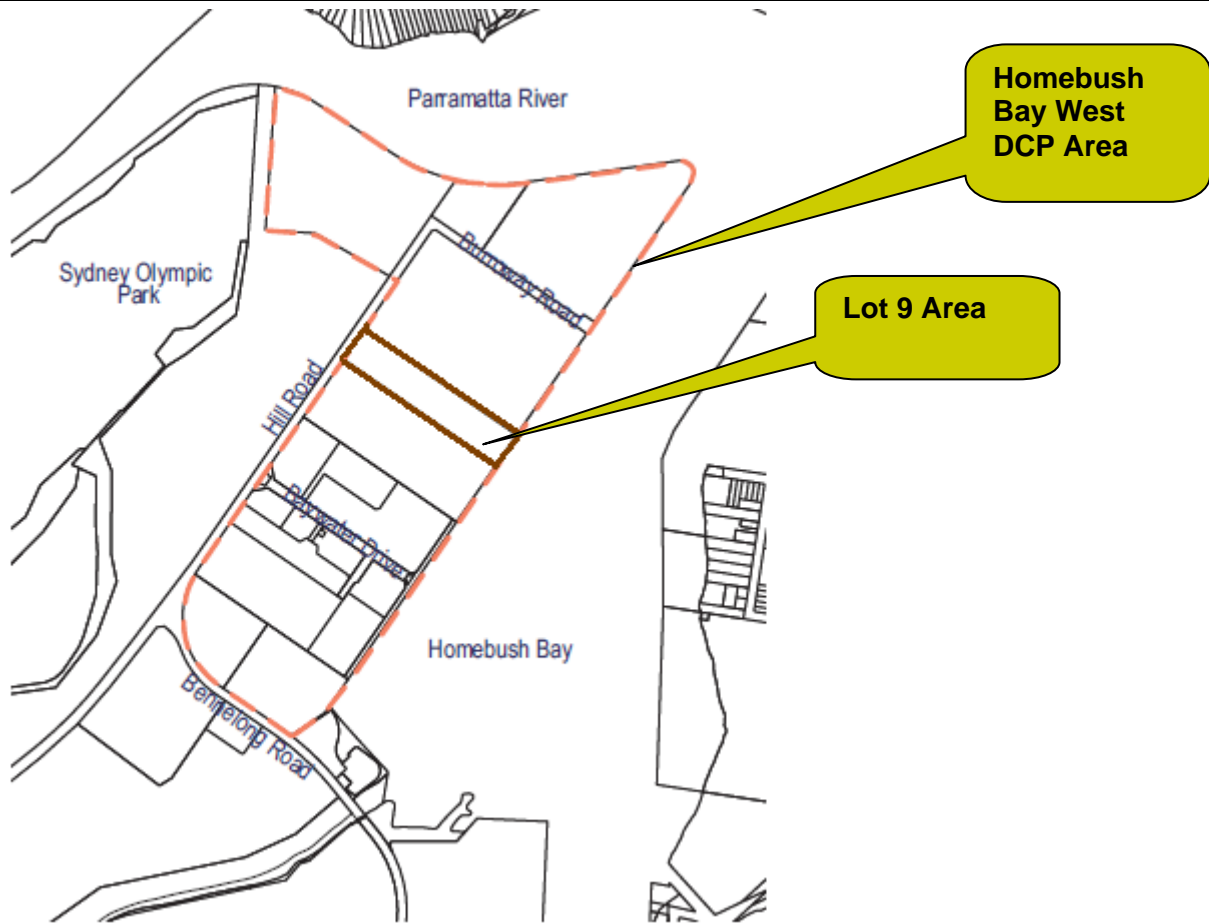 Parramatta River
Homebush
Bay West
DCP Area
Burroway Road
Sydney Olympic
Park
Lot 9 Area
Hill Road
Baywater Drive
Homebush Bay
Bennelong Road